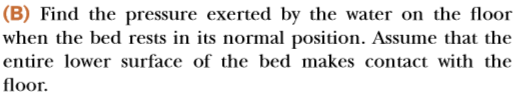 (B) Find the pressure exerted by the water on the floor
when the bed rests in its normal position. Assume that the
entire lower surface of the bed makes contact with the
floor.